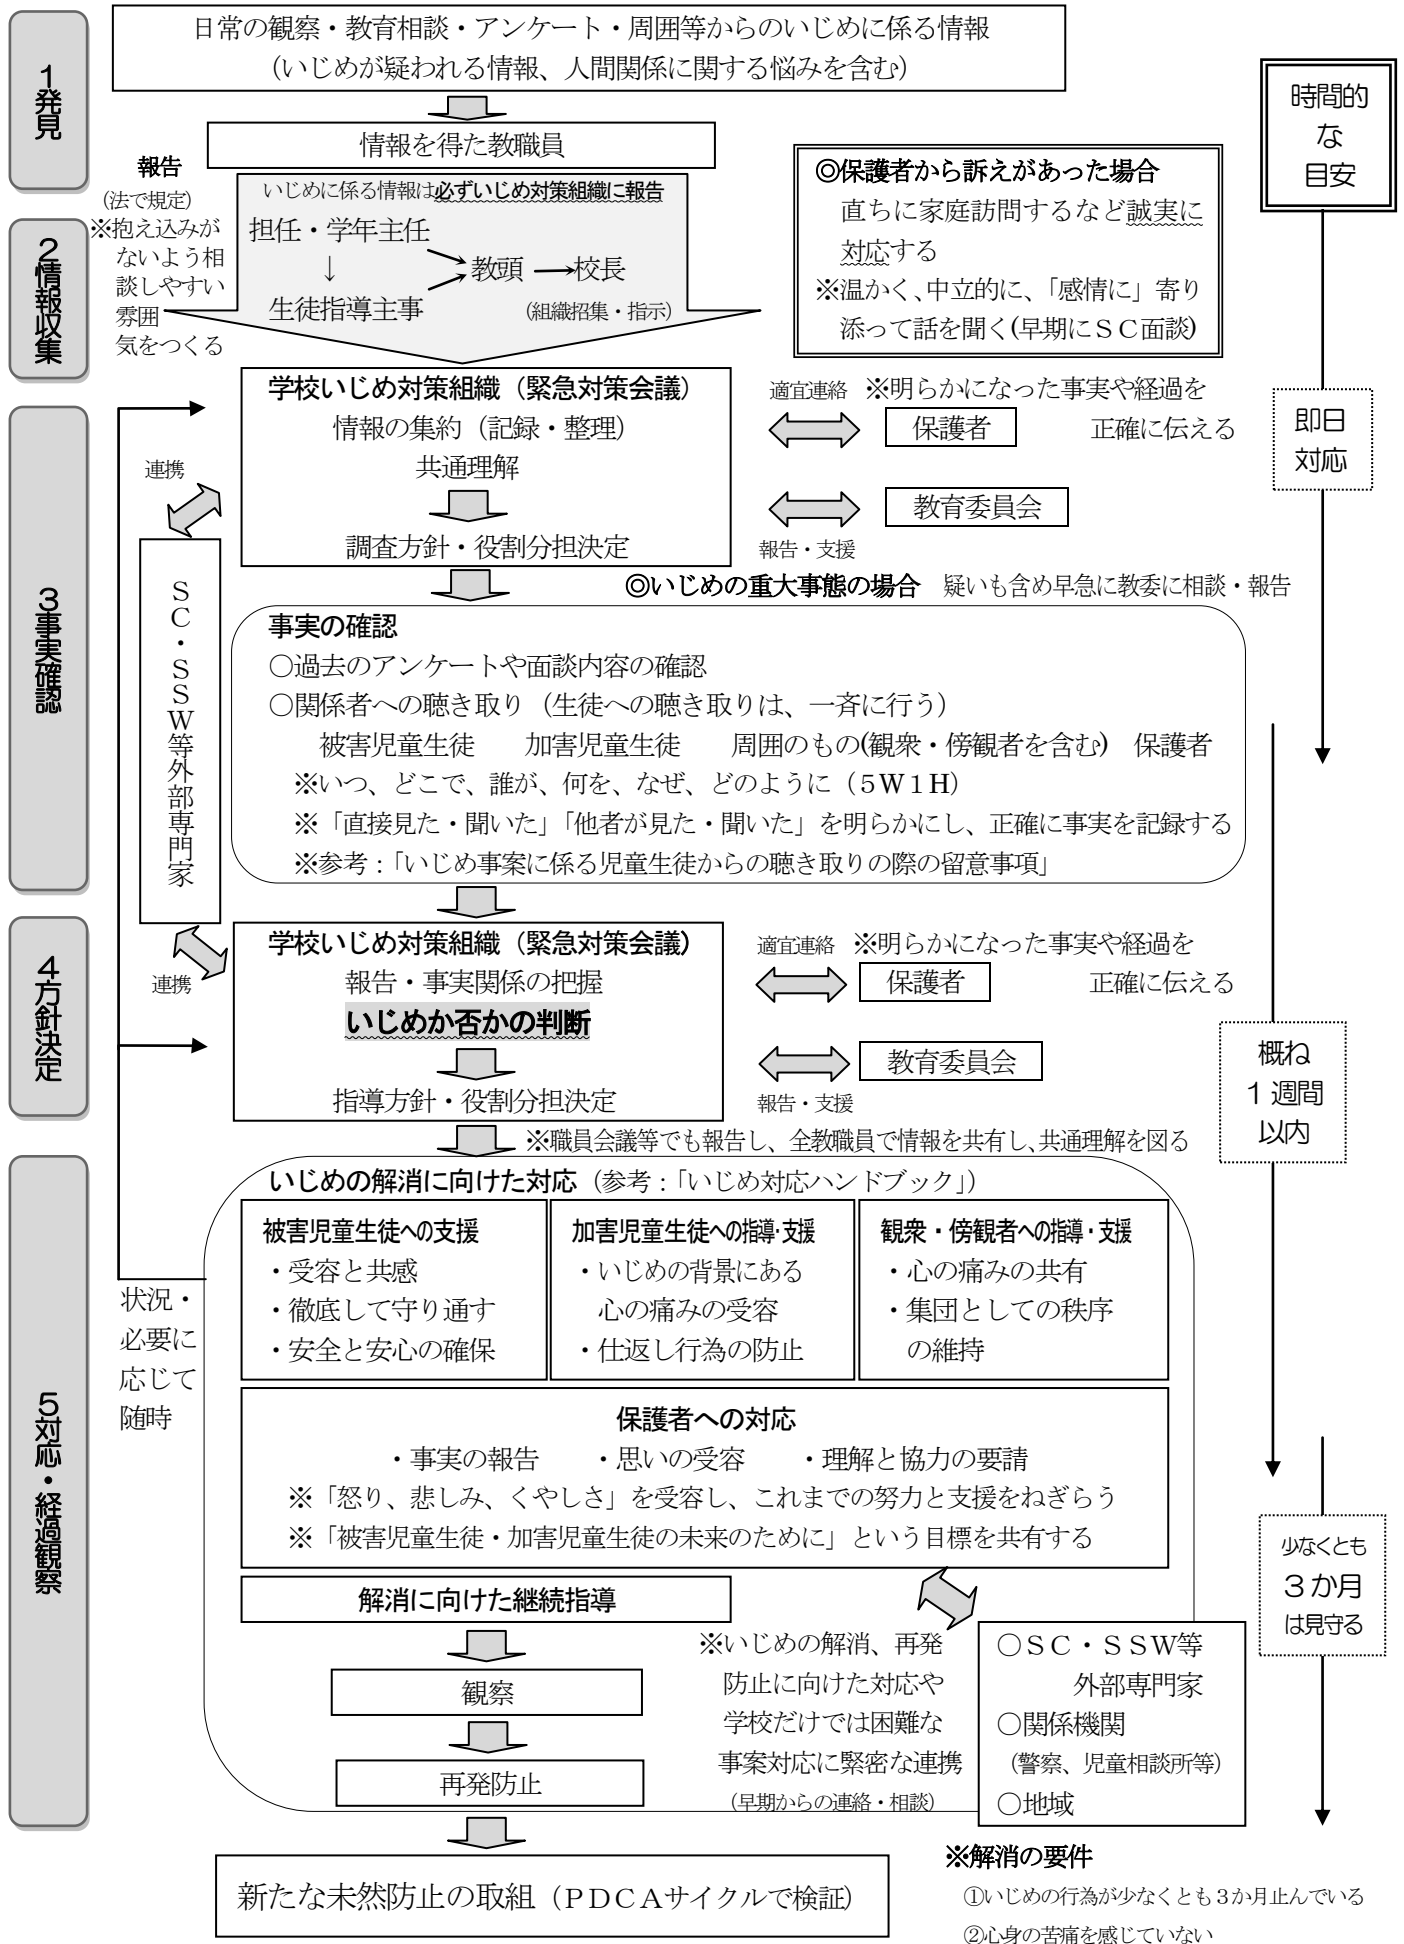 1発見
日常の観察・教育相談・アンケート・周囲等からのいじめに係る情報
（いじめが疑われる情報、人間関係に関する悩みを含む）
情報を得た教職員
時間的
な
目安
報告
（法で規定）
※抱え込みが
ないよう相
談しやすい
雰囲
気をつくる
2情報収集
いじめに係る情報は必ずいじめ対策組織に報告
担任・学年主任
↓
生徒指導主事
教頭
校長
（組織招集・指示）
◎保護者から訴えがあった場合
直ちに家庭訪問するなど誠実に
対応する
※温かく、中立的に、「感情に」寄り
添って話を聞く(早期にＳＣ面談)
3事実確認
学校いじめ対策組織（緊急対策会議）
情報の集約（記録・整理）
共通理解
調査方針・役割分担決定
適宜連絡 ※明らかになった事実や経過を
保護者 正確に伝える
教育委員会
報告・支援
即日
対応
連携
ＳＣ・ＳＳＷ等外部専門家
◎いじめの重大事態の場合 疑いも含め早急に教委に相談・報告
事実の確認
○過去のアンケートや面談内容の確認
○関係者への聴き取り（生徒への聴き取りは、一斉に行う）
被害児童生徒 加害児童生徒 周囲のもの(観衆・傍観者を含む) 保護者
※いつ、どこで、誰が、何を、なぜ、どのように（５Ｗ１Ｈ）
※「直接見た・聞いた」「他者が見た・聞いた」を明らかにし、正確に事実を記録する
※参考：「いじめ事案に係る児童生徒からの聴き取りの際の留意事項」
4方針決定
連携
学校いじめ対策組織（緊急対策会議）
報告・事実関係の把握
いじめか否かの判断
指導方針・役割分担決定
適宜連絡 ※明らかになった事実や経過を
保護者 正確に伝える
教育委員会
報告・支援
概ね
1 週間
以内
※職員会議等でも報告し、全教職員で情報を共有し、共通理解を図る
5対応・経過観察
いじめの解消に向けた対応（参考：「いじめ対応ハンドブック」）
被害児童生徒への支援
・受容と共感
・徹底して守り通す
・安全と安心の確保
加害児童生徒への指導・支援
・いじめの背景にある
心の痛みの受容
・仕返し行為の防止
観衆・傍観者への指導・支援
・心の痛みの共有
・集団としての秩序
の維持
状況・
必要に
応じて
随時
保護者への対応
・事実の報告 ・思いの受容 ・理解と協力の要請
※「怒り、悲しみ、くやしさ」を受容し、これまでの努力と支援をねぎらう
※「被害児童生徒・加害児童生徒の未来のために」という目標を共有する
少なくとも
3 か月
は見守る
解消に向けた継続指導
観察
再発防止
※いじめの解消、再発
防止に向けた対応や
学校だけでは困難な
事案対応に緊密な連携
（早期からの連絡・相談）
○ＳＣ・ＳＳＷ等
外部専門家
○関係機関
（警察、児童相談所等）
○地域
新たな未然防止の取組（ＰＤＣＡサイクルで検証）
※解消の要件
①いじめの行為が少なくとも３か月止んでいる
②心身の苦痛を感じていない